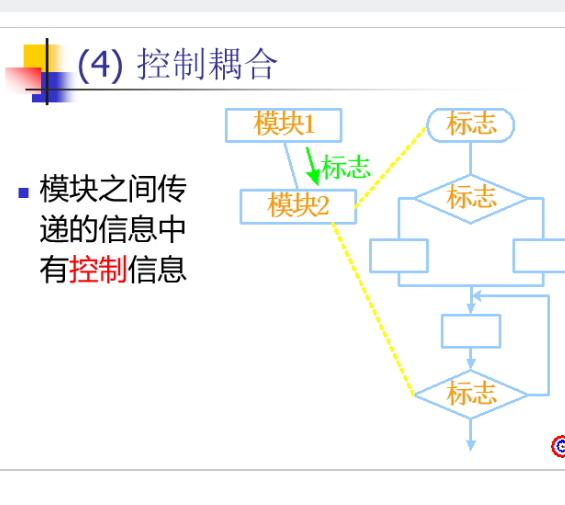 (4) 控制耦合
模块之间传
递的信息中
有控制信息
模块1
标志
模块2
标志
标志
标志